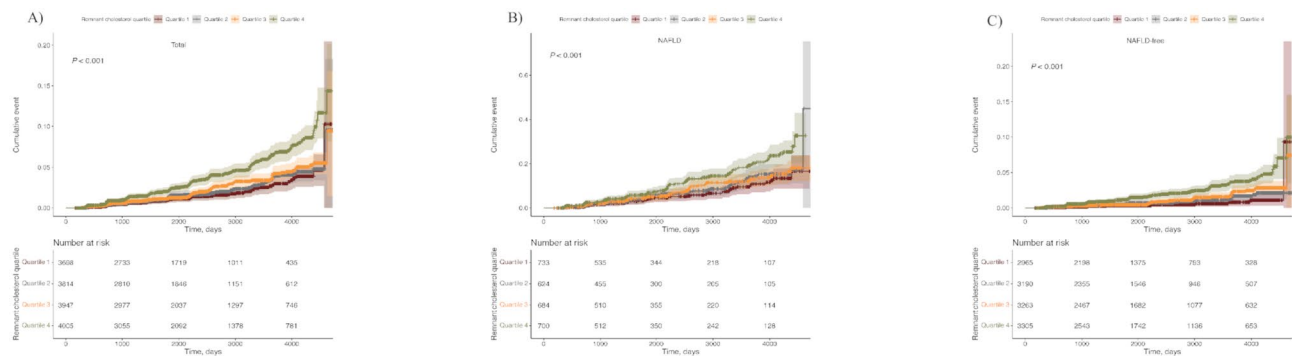 A)
Remnant cholesterol quartile Quartile 1 Quartile 2 Quartile 3 Quartile 4
Total
P < 0.001
Cumulative event
0.20
0.15
0.10
0.05
0.00
0 1000 2000 3000 4000
Time, days
Number at risk
Remnant cholesterol quartile
Quartile 1 2733 1719 1011 435
Quartile 2 3814 2810 1846 1151 612
Quartile 3 3947 2977 2037 1297 746
Quartile 4 4005 3055 2092 1378 781
0 1000 2000 3000 4000
Time, days
B)
Remnant cholesterol quartile Quartile 1 Quartile 2 Quartile 3 Quartile 4
NAFLD
P < 0.001
Cumulative event
0.6
0.4
0.2
0.0
0 1000 2000 3000 4000
Time, days
Number at risk
Remnant cholesterol quartile
Quartile 1 733 535 344 218 107
Quartile 2 624 455 300 205 105
Quartile 3 684 510 355 220 114
Quartile 4 700 512 350 242 128
0 1000 2000 3000 4000
Time, days
C)
Remnant cholesterol quartile Quartile 1 Quartile 2 Quartile 3 Quartile 4
NAFLD-free
P < 0.001
Cumulative event
0.20
0.15
0.10
0.05
0.00
0 1000 2000 3000 4000
Time, days
Number at risk
Remnant cholesterol quartile
Quartile 1 2965 2198 1375 328
Quartile 2 3190 2355 1546 946 507
Quartile 3 3263 2467 1682 1077 632
Quartile 4 3305 2543 1742 1136 653
0 1000 2000 3000 4000
Time, days